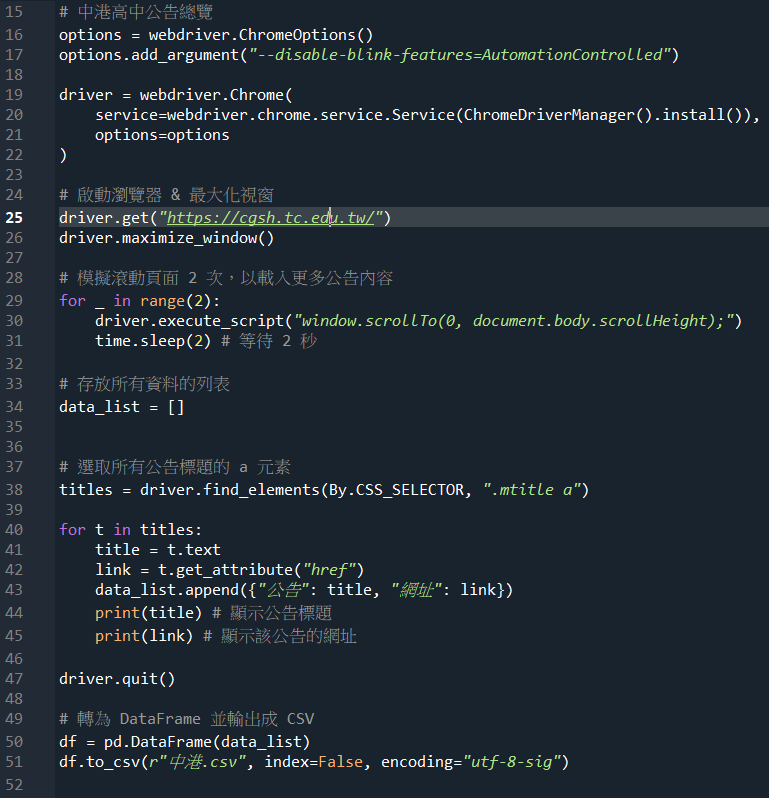 15 # 中港高中公告總覽
16 options = webdriver.ChromeOptions()
17 options.add_argument("--disable-blink-features=AutomationControlled")
18
19 driver = webdriver.Chrome(
20     service=webdriver.chrome.service.Service(ChromeDriverManager().install()),
21     options=options
22 )
23
24 # 啟動瀏覽器 & 最大化視窗
25 driver.get("https://cgsh.tc.edu.tw/")
26 driver.maximize_window()
27
28 # 模擬滾動頁面 2 次，以載入更多公告內容
29 for _ in range(2):
30     driver.execute_script("window.scrollTo(0, document.body.scrollHeight);")
31     time.sleep(2) # 等待 2 秒
32
33 # 存放所有資料的列表
34 data_list = []
35
36
37 # 選取所有公告標題的 a 元素
38 titles = driver.find_elements(By.CSS_SELECTOR, ".mtitle a")
39
40 for t in titles:
41     title = t.text
42     link = t.get_attribute("href")
43     data_list.append({"公告": title, "網址": link})
44     print(title) # 顯示公告標題
45     print(link) # 顯示該公告的網址
46
47 driver.quit()
48
49 # 轉為 DataFrame 並輸出成 CSV
50 df = pd.DataFrame(data_list)
51 df.to_csv(r"中港.csv", index=False, encoding="utf-8-sig")
52